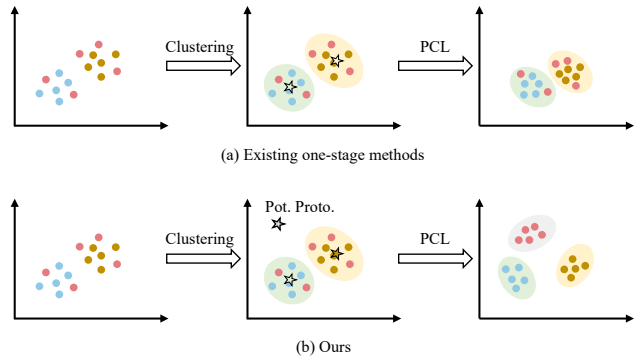 Clustering
PCL
(a) Existing one-stage methods
Pot. Proto.
Clustering
PCL
(b) Ours